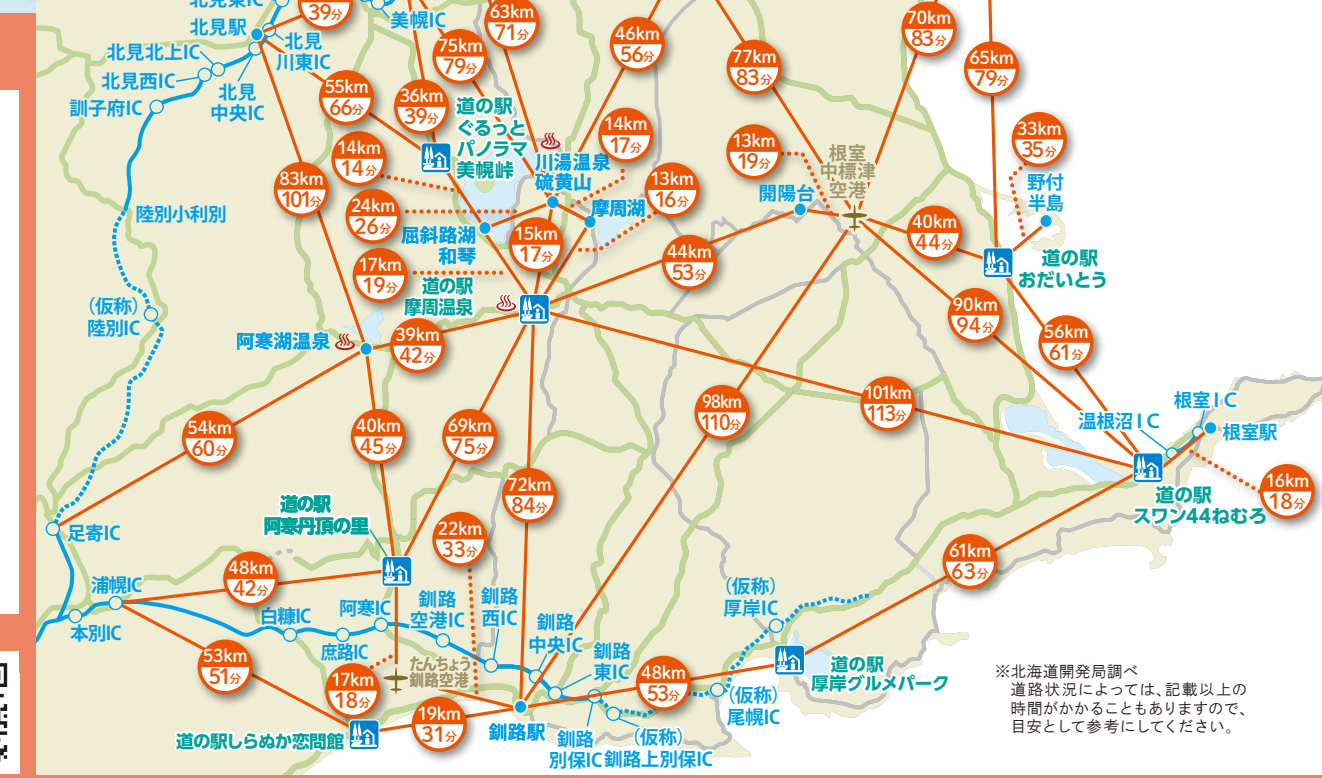 北見東IC
39分
北見駅
北見
川東IC
北見北上IC
北見西IC
訓子府IC
北見
中央IC
美幌IC
63km
71分
75km
79分
46km
56分
77km
83分
70km
83分
65km
79分
55km
66分
36km
39分
道の駅
ぐるっと
パノラマ
美幌峠
14km
17分
川湯温泉
硫黄山
13km
16分
摩周湖
13km
19分
根室
中標津
空港
開陽台
33km
35分
野付
半島
14km
14分
83km
101分
24km
26分
屈斜路湖
和琴
15km
17分
17km
19分
道の駅
摩周温泉
44km
53分
40km
44分
道の駅
おだいとう
陸別小利別
(仮称)
陸別IC
阿寒湖温泉
39km
42分
90km
94分
56km
61分
54km
60分
40km
45分
69km
75分
98km
110分
101km
113分
温根沼IC
根室IC
根室駅
16km
18分
道の駅
スワン44ねむろ
72km
84分
道の駅
阿寒丹頂の里
22km
33分
足寄IC
48km
42分
浦幌IC
本別IC
白糠IC
庶路IC
阿寒IC
釧路
空港IC
釧路
西IC
釧路
中央IC
釧路
東IC
61km
63分
(仮称)
厚岸IC
53km
51分
17km
18分
たんちょう
釧路空港
48km
53分
道の駅
厚岸グルメパーク
(仮称)
尾幌IC
道の駅しらぬか恋問館
19km
31分
釧路駅
釧路
別保IC
(仮称)
釧路上別保IC
※北海道開発局調べ
道路状況によっては、記載以上の
時間がかかることもありますので、
目安として参考にしてください。